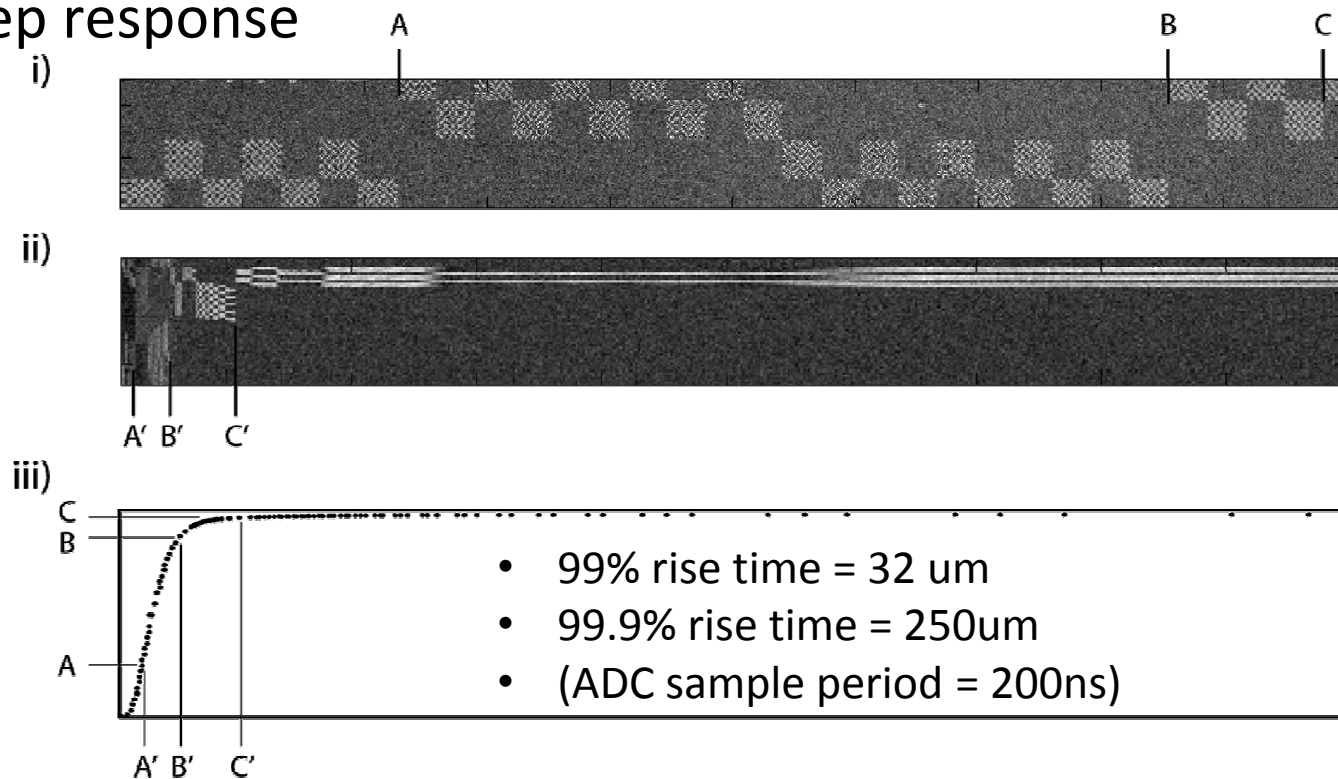 ep response
A B C
i)
ii)
A′ B′ C′
iii)
C
B
A
• 99% rise time = 32 um
• 99.9% rise time = 250um
• (ADC sample period = 200ns)
A′ B′ C′